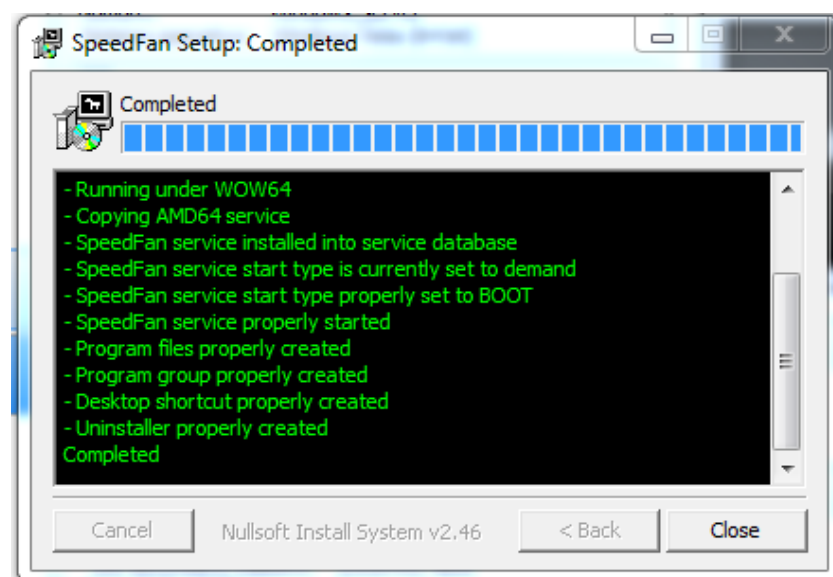 SpeedFan Setup: Completed
Completed
- Running under WOW64
- Copying AMD64 service
- SpeedFan service installed into service database
- SpeedFan service start type is currently set to demand
- SpeedFan service start type properly set to BOOT
- SpeedFan service properly started
- Program files properly created
- Program group properly created
- Desktop shortcut properly created
- Uninstaller properly created
Completed
Cancel
Nullsoft Install System v2.46
< Back
Close